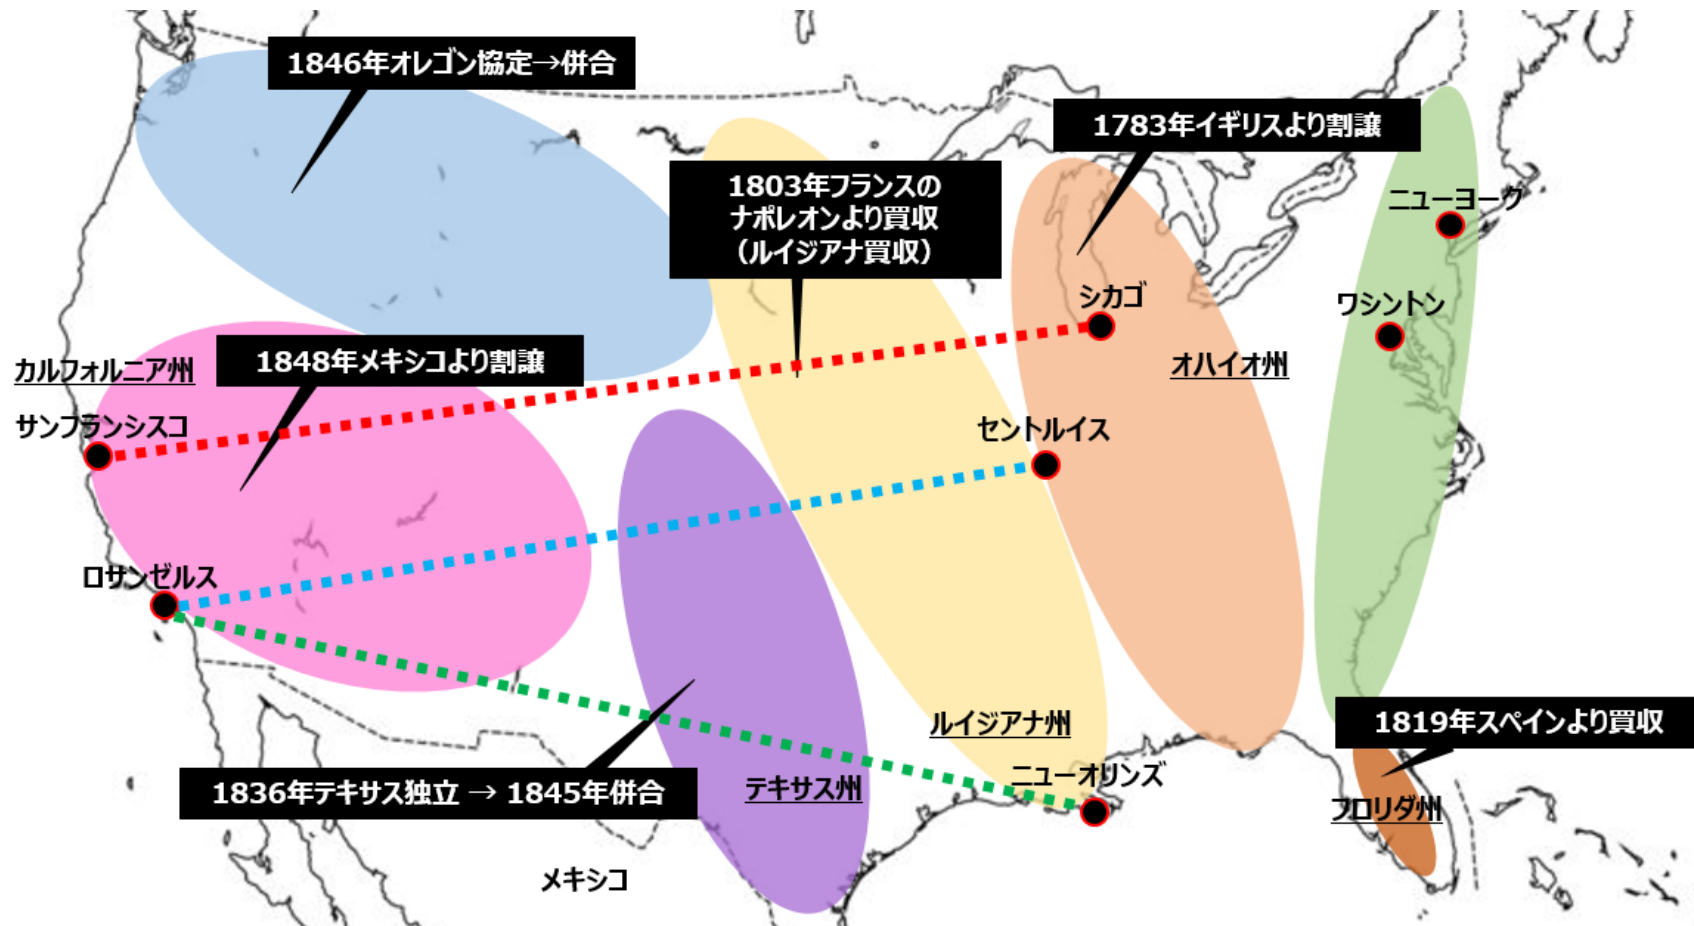 1846年オレゴン協定→併合
1783年イギリスより割譲
1803年フランスの
ナポレオンより買収
（ルイジアナ買収）
ニューヨーク
シカゴ
ワシントン
カルフォルニア州
1848年メキシコより割譲
オハイオ州
サンフランシスコ
セントルイス
ロサンゼルス
ルイジアナ州
1819年スペインより買収
1836年テキサス独立 → 1845年併合
テキサス州
ニューオリンズ
フロリダ州
メキシコ